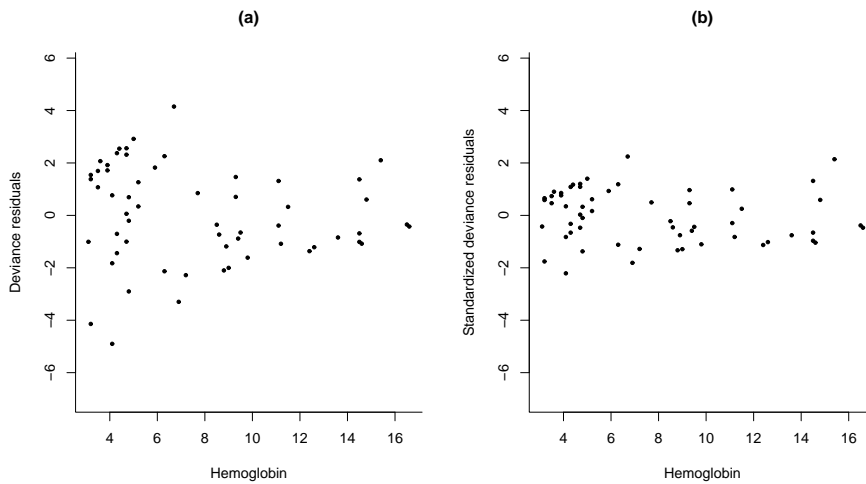 (a)
Deviance residuals
6
4
2
0
−2
−4
−6
4 6 8 10 12 14 16
Hemoglobin
(b)
Standardized deviance residuals
6
4
2
0
−2
−4
−6
4 6 8 10 12 14 16
Hemoglobin